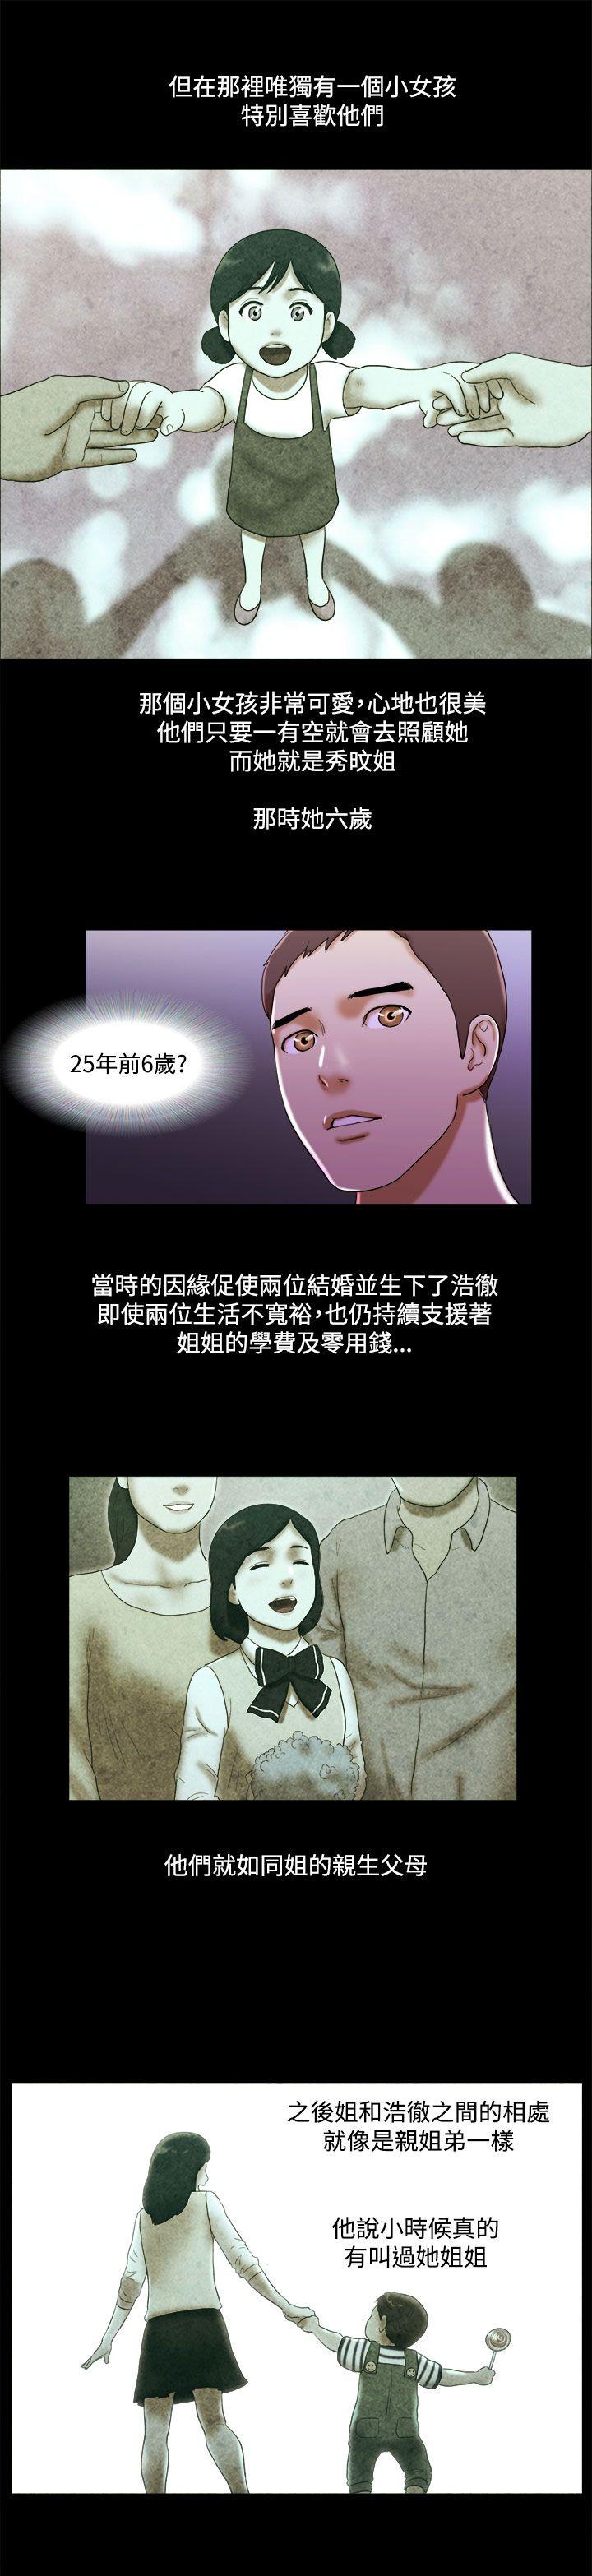 但在那裡唯獨有一個小女孩
特別喜歡他們
那個小女孩非常可愛,心地也很美
他們只要一有空就會去照顧她
而她就是秀旼姐
那時她六歲
25年前6歲?
當時的因緣促使兩位結婚並生下了浩徹
即使兩位生活不寬裕,也仍持續支援著
姐姐的學費及零用錢...
他們就如同姐的親生父母
之後姐和浩徹之間的相處
就像是親姐弟一樣
他說小時候真的
有叫過她姐姐